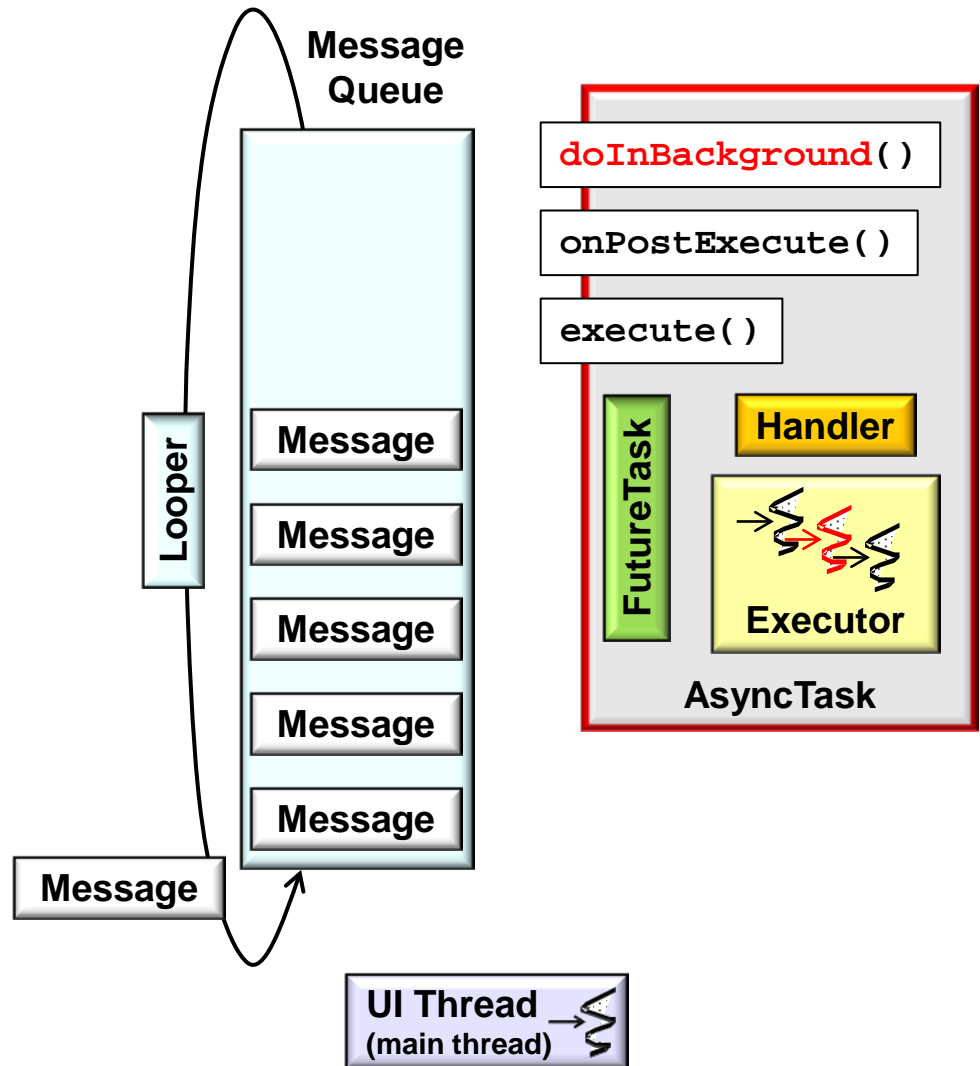 Message
Queue
doInBackground()
onPostExecute()
execute()
Looper
Message
Message
Message
Message
Message
Message
FutureTask
Handler
Executor
AsyncTask
UI Thread
(main thread)